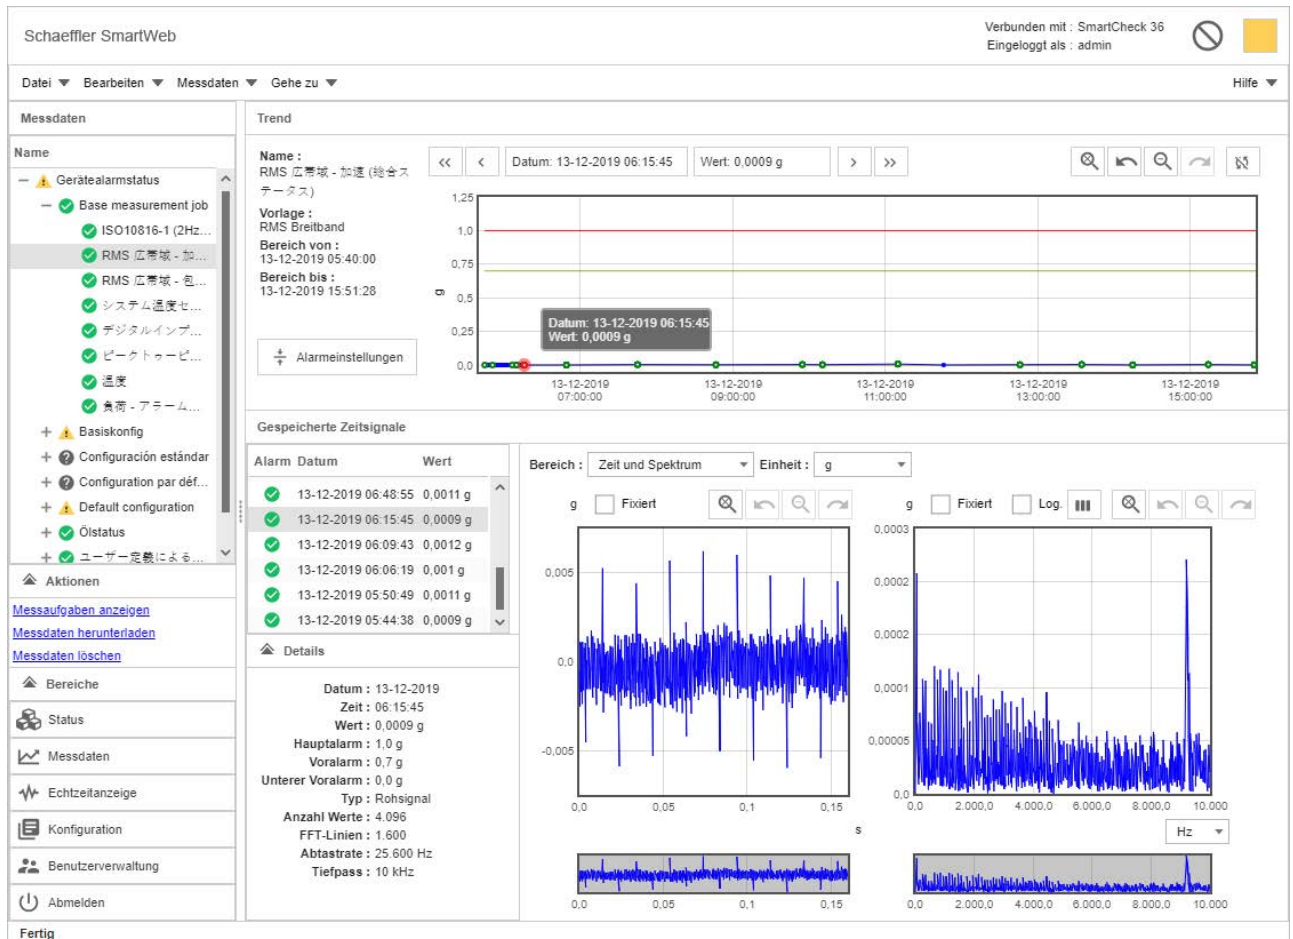 Schaeffler SmartWeb
Verbunden mit : SmartCheck 36
Eingeloggt als : admin
Datei Bearbeiten Messdaten Gehe zu Hilfe
Messdaten
Name
Gerätealarmstatus
Base measurement job
ISO10816-1 (2Hz...
RMS 広帯域 - 加...
RMS 広帯域 - 包...
システム温度セ...
デジタルインプ...
ピークトゥーピ...
温度
負荷 - アラーム...
Basiskonfig
Configuración estándar
Configuration par déf...
Default configuration
Ölstatus
ユーザー定義による...
Aktionen
Messaufgaben anzeigen
Messdaten herunterladen
Messdaten löschen
Bereiche
Status
Messdaten
Echtzeitanzeige
Konfiguration
Benutzerverwaltung
Abmelden
Fertig
Trend
Name :
RMS 広帯域 - 加速 (総合ス
テータス)
Vorlage :
RMS Breitband
Bereich von :
13-12-2019 05:40:00
Bereich bis :
13-12-2019 15:51:28
Alarmeinstellungen
Datum: 13-12-2019 06:15:45 Wert: 0,0009 g
1,25
1,0
0,75
g
0,5
0,25
0,0
Datum: 13-12-2019 06:15:45
Wert: 0,0009 g
13-12-2019 13-12-2019 13-12-2019 13-12-2019 13-12-2019
07:00:00 09:00:00 11:00:00 13:00:00 15:00:00
Gespeicherte Zeitsignale
Alarm Datum Wert
13-12-2019 06:48:55 0,0011 g
13-12-2019 06:15:45 0,0009 g
13-12-2019 06:09:43 0,0012 g
13-12-2019 06:06:19 0,001 g
13-12-2019 05:50:49 0,0011 g
13-12-2019 05:44:38 0,0009 g
Details
Datum : 13-12-2019
Zeit : 06:15:45
Wert : 0,0009 g
Hauptalarm : 1,0 g
Voralarm : 0,7 g
Unterer Voralarm : 0,0 g
Typ : Rohsignal
Anzahl Werte : 4.096
FFT-Linien : 1.600
Abtastrate : 25.600 Hz
Tiefpass : 10 kHz
Bereich : Zeit und Spektrum Einheit : g
g Fixiert
0,005
0,0
-0,005
0,0 0,05 0,1 0,15
s
0,0 0,05 0,1 0,15
g Fixiert Log.
0,0003
0,0002
0,0002
0,0001
0,00005
0,0
0,0 2.000,0 4.000,0 6.000,0 8.000,0 10.000
Hz
0,0 2.000,0 4.000,0 6.000,0 8.000,0 10.000